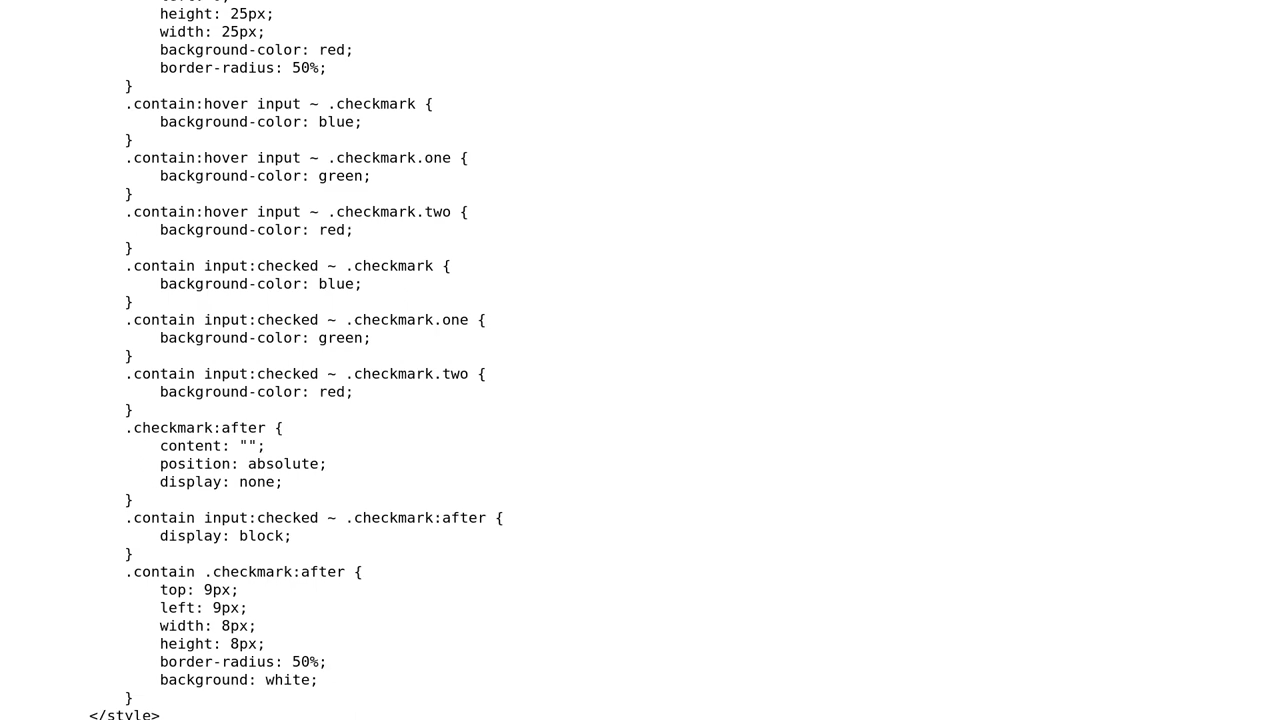 height: 25px;
width: 25px;
background-color: red;
border-radius: 50%;
}
.contain:hover input ~ .checkmark {
background-color: blue;
}
.contain:hover input ~ .checkmark.one {
background-color: green;
}
.contain:hover input ~ .checkmark.two {
background-color: red;
}
.contain input:checked ~ .checkmark {
background-color: blue;
}
.contain input:checked ~ .checkmark.one {
background-color: green;
}
.contain input:checked ~ .checkmark.two {
background-color: red;
}
.checkmark:after {
content: "";
position: absolute;
display: none;
}
.contain input:checked ~ .checkmark:after {
display: block;
}
.contain .checkmark:after {
top: 9px;
left: 9px;
width: 8px;
height: 8px;
border-radius: 50%;
background: white;
}
</style>